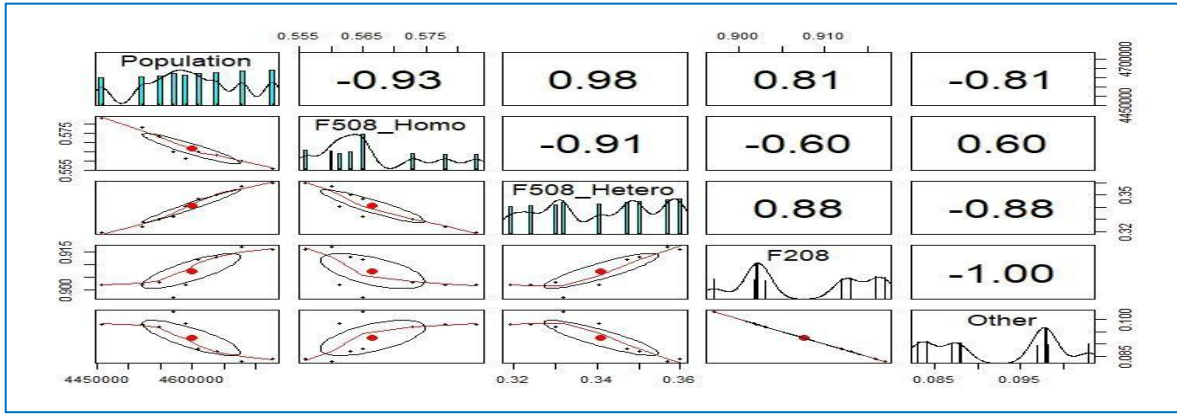 0.555 0.565 0.575 0.900 0.910
Population -0.93 0.98 0.81 -0.81
4450000 4700000
0.555 0.575
F508_Homo -0.91 -0.60 0.60
F508_Hetero 0.88 -0.88
0.32 0.35
0.900 0.915
F208 -1.00
Other
0.085 0.100
4450000 4600000 0.32 0.34 0.36 0.085 0.095